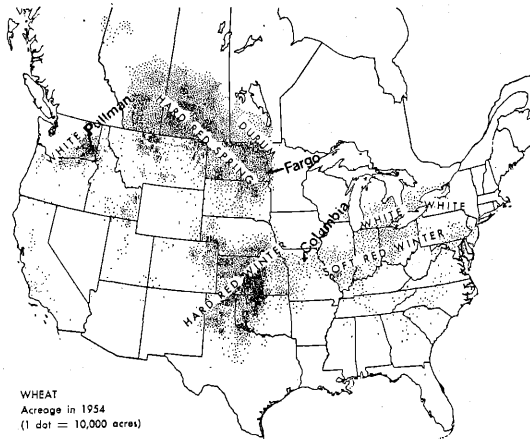 WHITE
Pullman
HARD RED SPRING
DURUM
Fargo
WHITE
WHITE
Columbia
SOFT RED WINTER
HARD RED WINTER
WHEAT
Acreage in 1954
(1 dot = 10,000 acres)